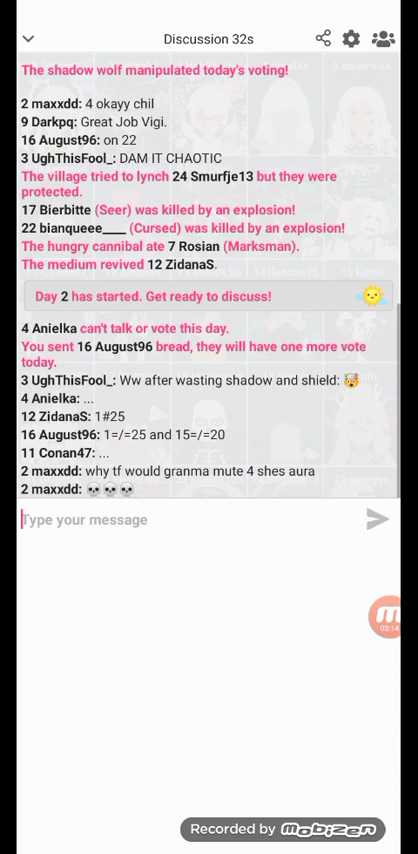 Discussion 32s
The shadow wolf manipulated today's voting!
2 maxxdd: 4 okayy chil
9 Darkpq: Great Job Vigi.
16 August96: on 22
3 UghThisFool_: DAM IT CHAOTIC
The village tried to lynch 24 Smurfje13 but they were
protected.
17 Bierbitte (Seer) was killed by an explosion!
22 bianqueee___ (Cursed) was killed by an explosion!
The hungry cannibal ate 7 Rosian (Marksman).
The medium revived 12 ZidanaS.
Day 2 has started. Get ready to discuss!
4 Anielka can't talk or vote this day.
You sent 16 August96 bread, they will have one more vote
today.
3 UghThisFool_: Ww after wasting shadow and shield: 🤯
4 Anielka: ...
12 ZidanaS: 1#25
16 August96: 1=/=25 and 15=/=20
11 Conan47: ...
2 maxxdd: why tf would granma mute 4 shes aura
2 maxxdd: 💀💀💀
Type your message
03:14
Recorded by mobizen